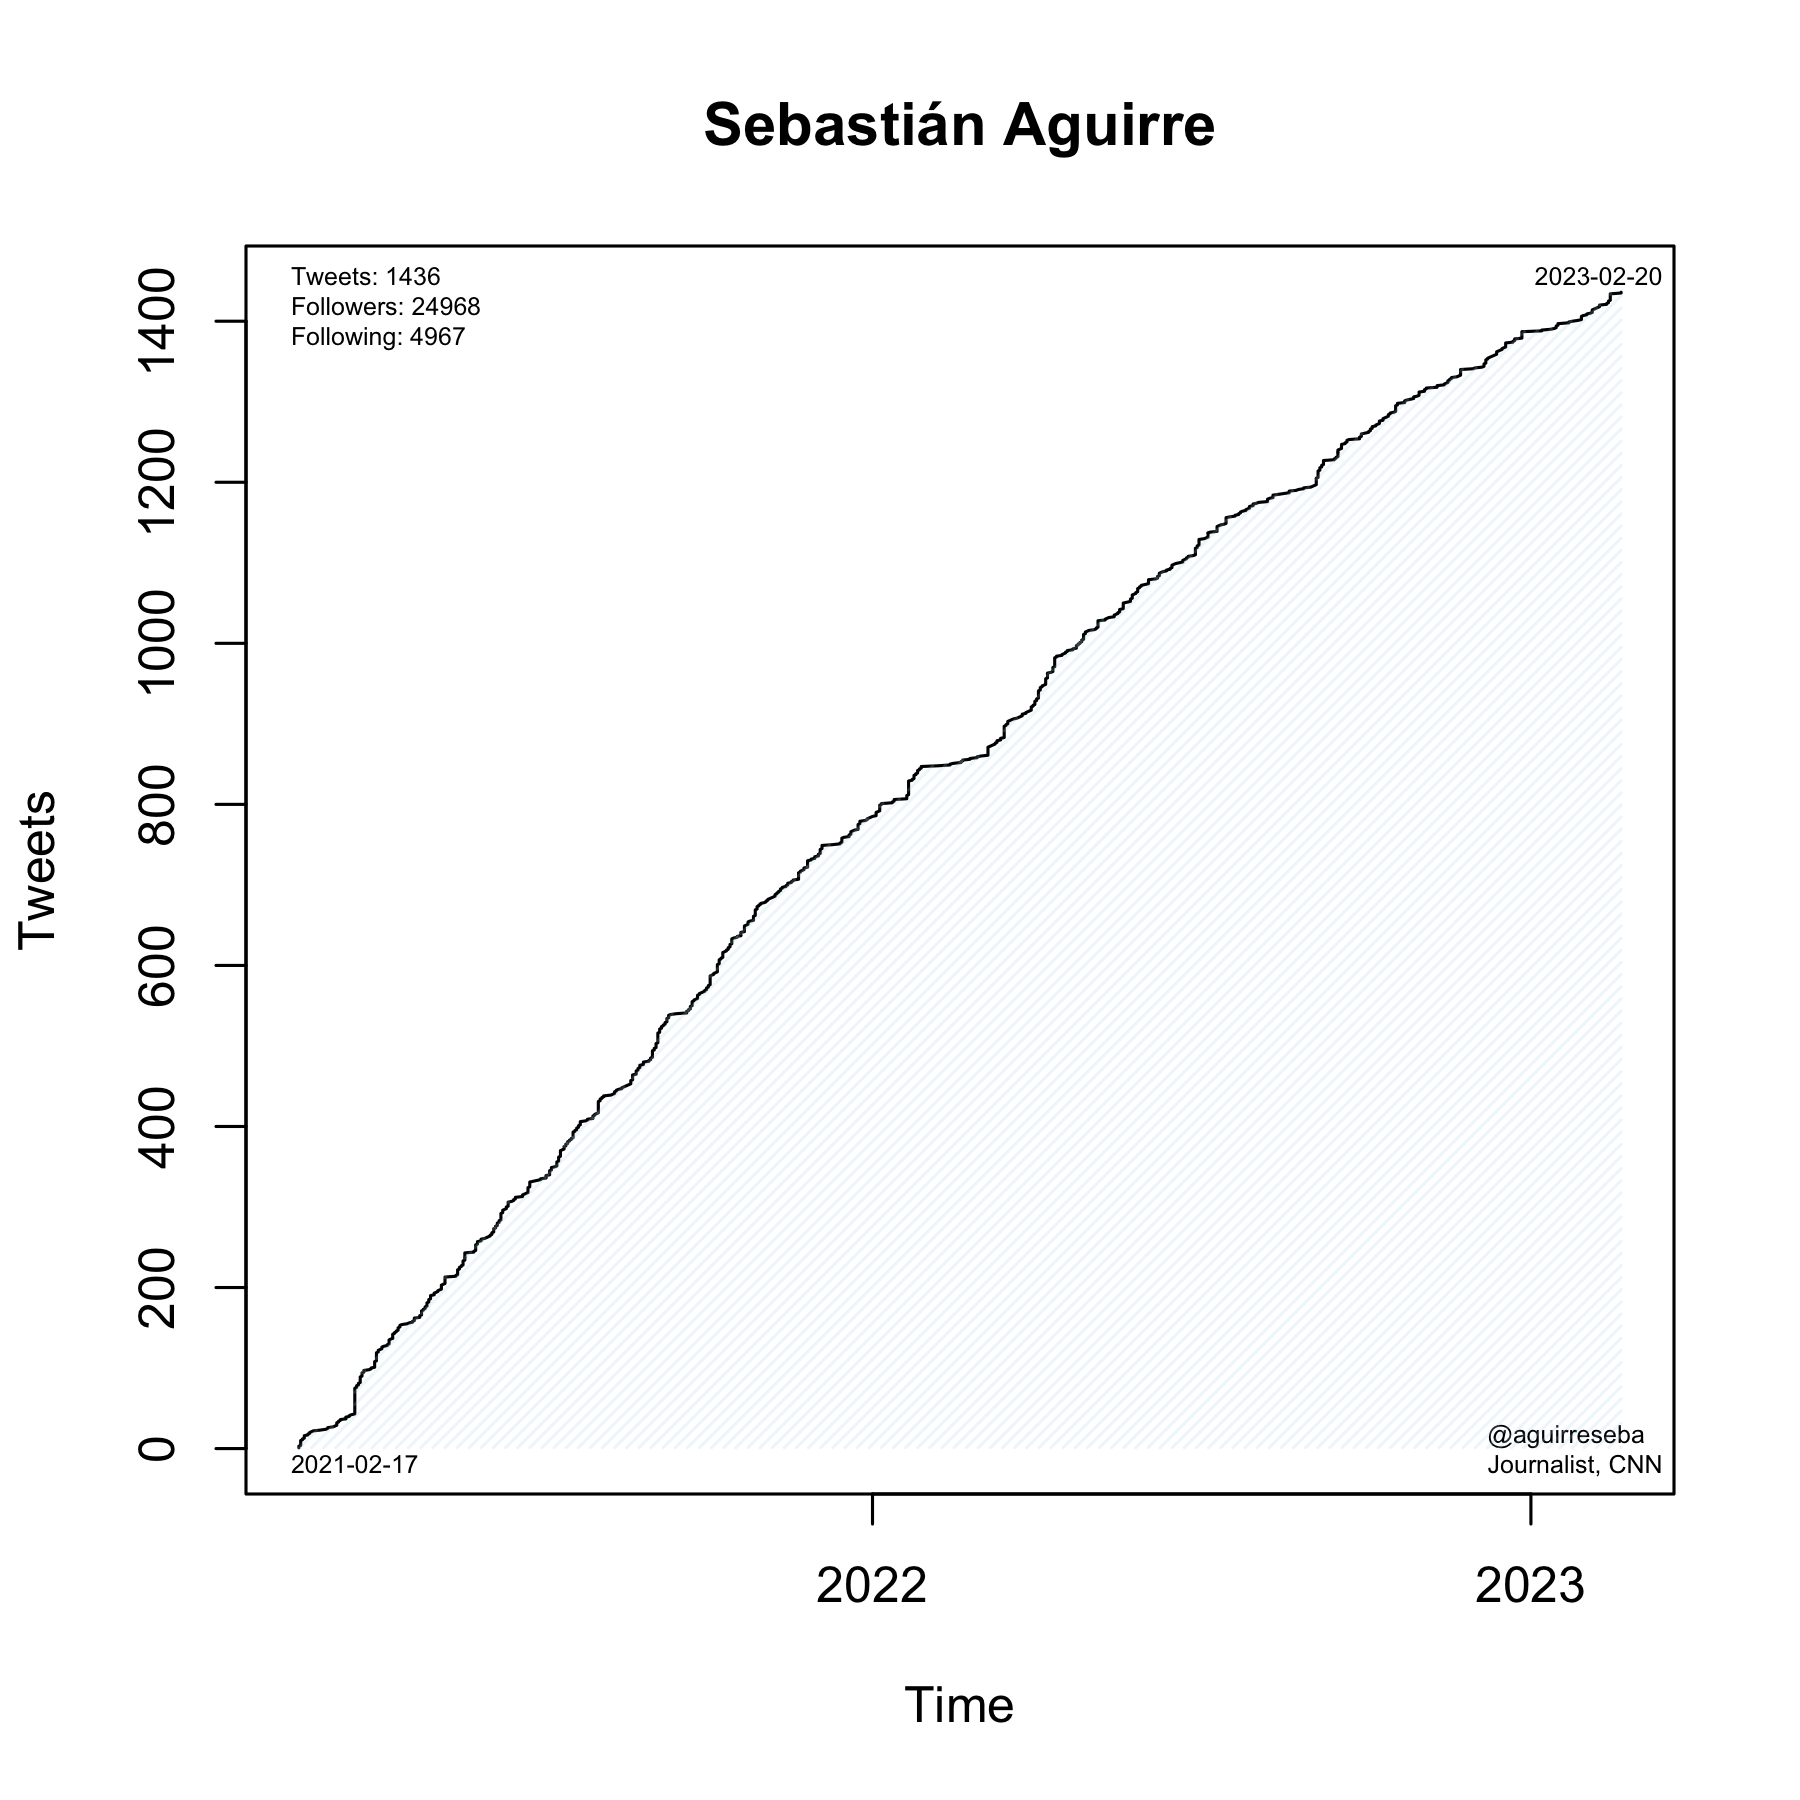 Sebastián Aguirre
Tweets: 1436
Followers: 24968
Following: 4967
2023-02-20
1400
1200
1000
800
600
400
200
0
Tweets
2021-02-17
@aguirreseba
Journalist, CNN
2022
2023
Time